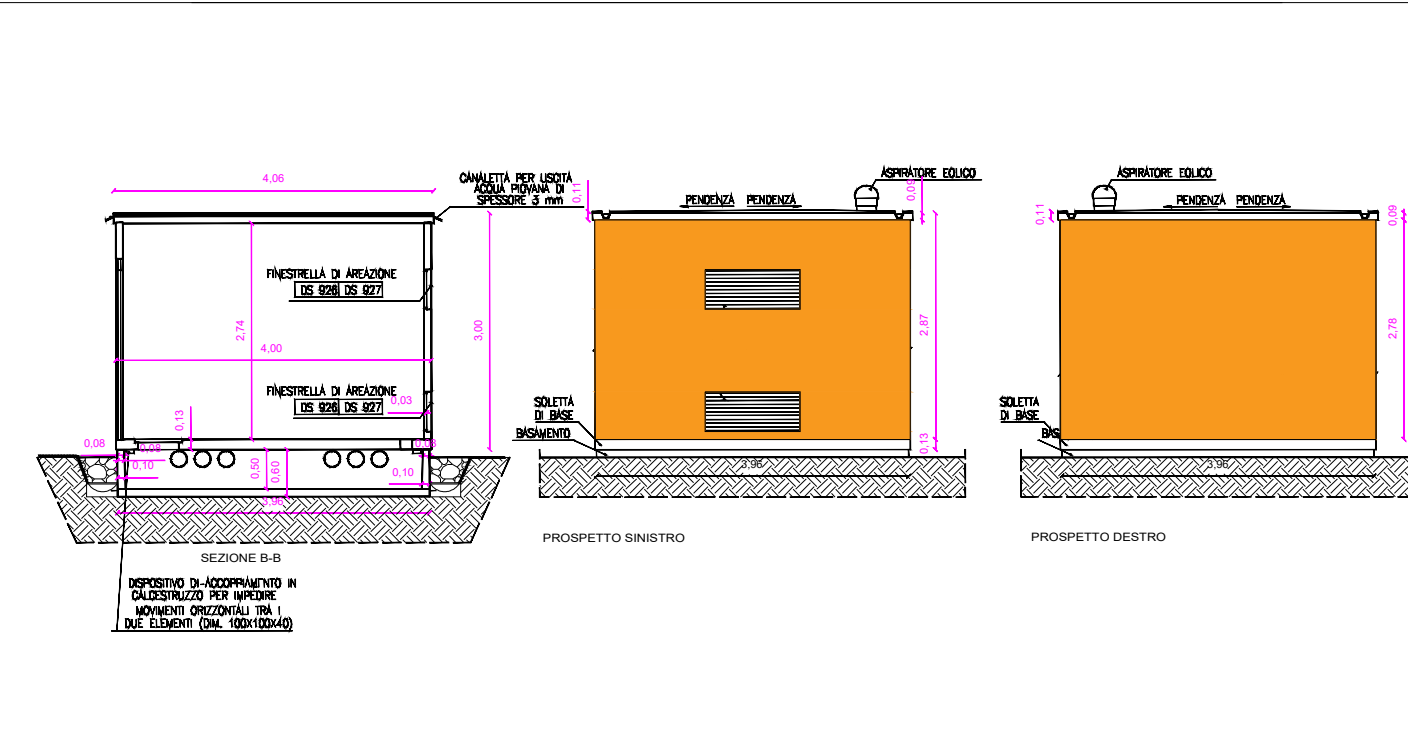 4,06
CANALETTA PER USCITA
ACQUA PIOVANA DI
SPESSORE 3 mm
FINESTRELLA DI AREAZIONE
DS 926 DS 927
2,74
4,00
3,00
FINESTRELLA DI AREAZIONE
DS 926 DS 927
0,03
0,13
0,08
0,08
0,10
0,50
0,60
0,08
0,10
3,96
SEZIONE B-B
DISPOSITIVO DI ACCOPPIAMENTO IN
CALCESTRUZZO PER IMPEDIRE
MOVIMENTI ORIZZONTALI TRA I
DUE ELEMENTI (DIM. 100X100X40)
0,11
PENDENZA PENDENZA
ASPIRATORE EOLICO
0,09
2,87
SOLETTA
DI BASE
BASAMENTO
0,13
3,96
PROSPETTO SINISTRO
ASPIRATORE EOLICO
0,11
PENDENZA PENDENZA
0,09
2,78
SOLETTA
DI BASE
BAS
3,96
PROSPETTO DESTRO